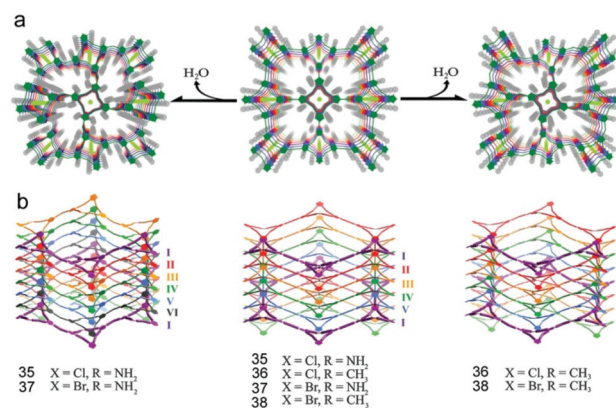 a
H₂O
H₂O
b
I
II
III
IV
V
VI
I
35 X = Cl, R = NH₂
37 X = Br, R = NH₂
I
II
III
IV
V
I
35 X = Cl, R = NH₂
36 X = Cl, R = CH₃
37 X = Br, R = NH₂
38 X = Br, R = CH₃
36 X = Cl, R = CH₃
38 X = Br, R = CH₃